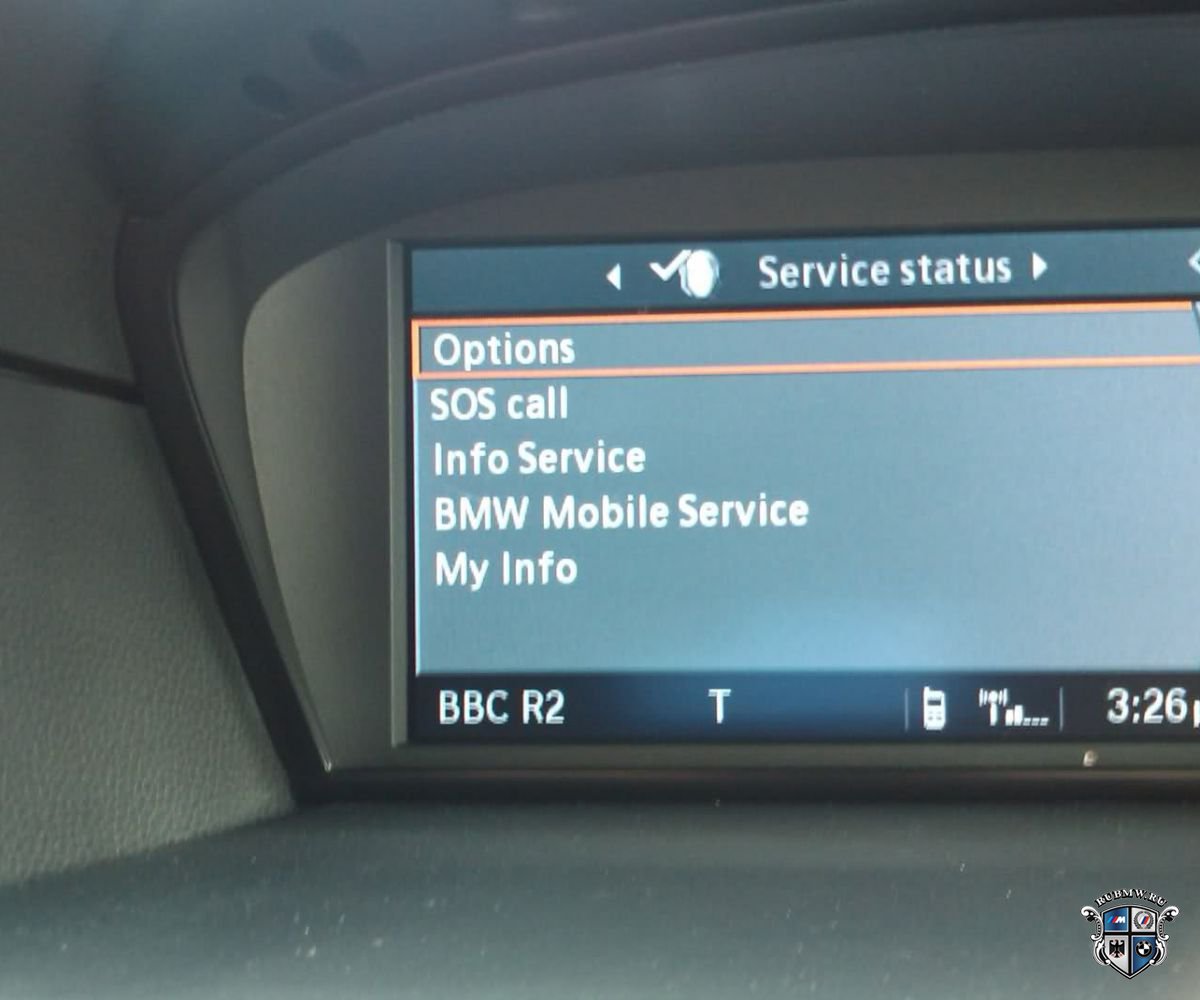 Service status
Options
SOS call
Info Service
BMW Mobile Service
My Info
BBC R2 T 3:26
RUBMW.RU